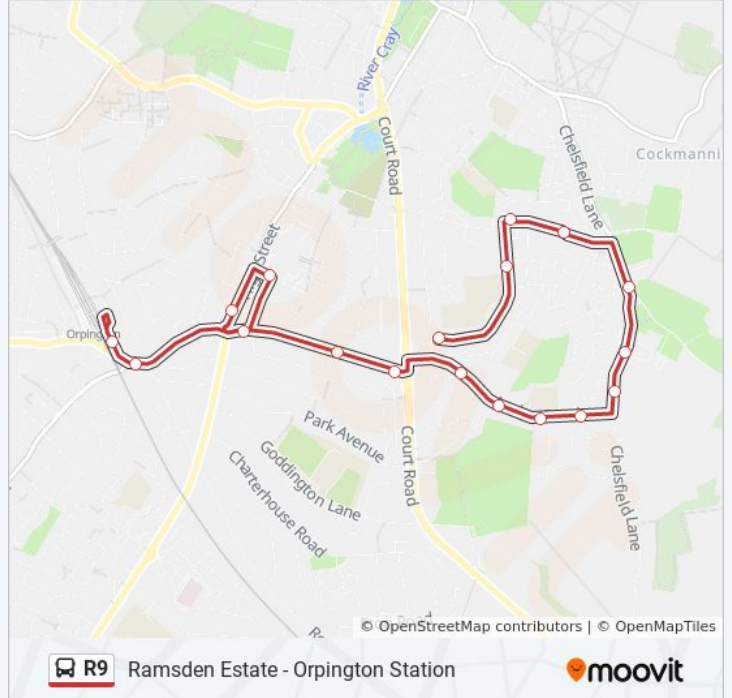 River Cray
Court Road
Chelsfield Lane
Cockmanni
Street
Orpington
Park Avenue
Goddington Lane
Charterhouse Road
Court Road
Chelsfield Lane
© OpenStreetMap contributors | © OpenMapTiles
R9 Ramsden Estate - Orpington Station
moovit